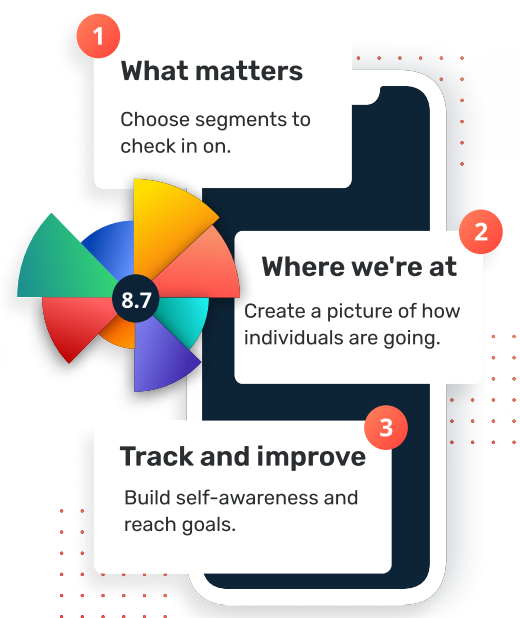 1
What matters
Choose segments to
check in on.
2
Where we're at
8.7
Create a picture of how
individuals are going.
3
Track and improve
Build self-awareness and
reach goals.